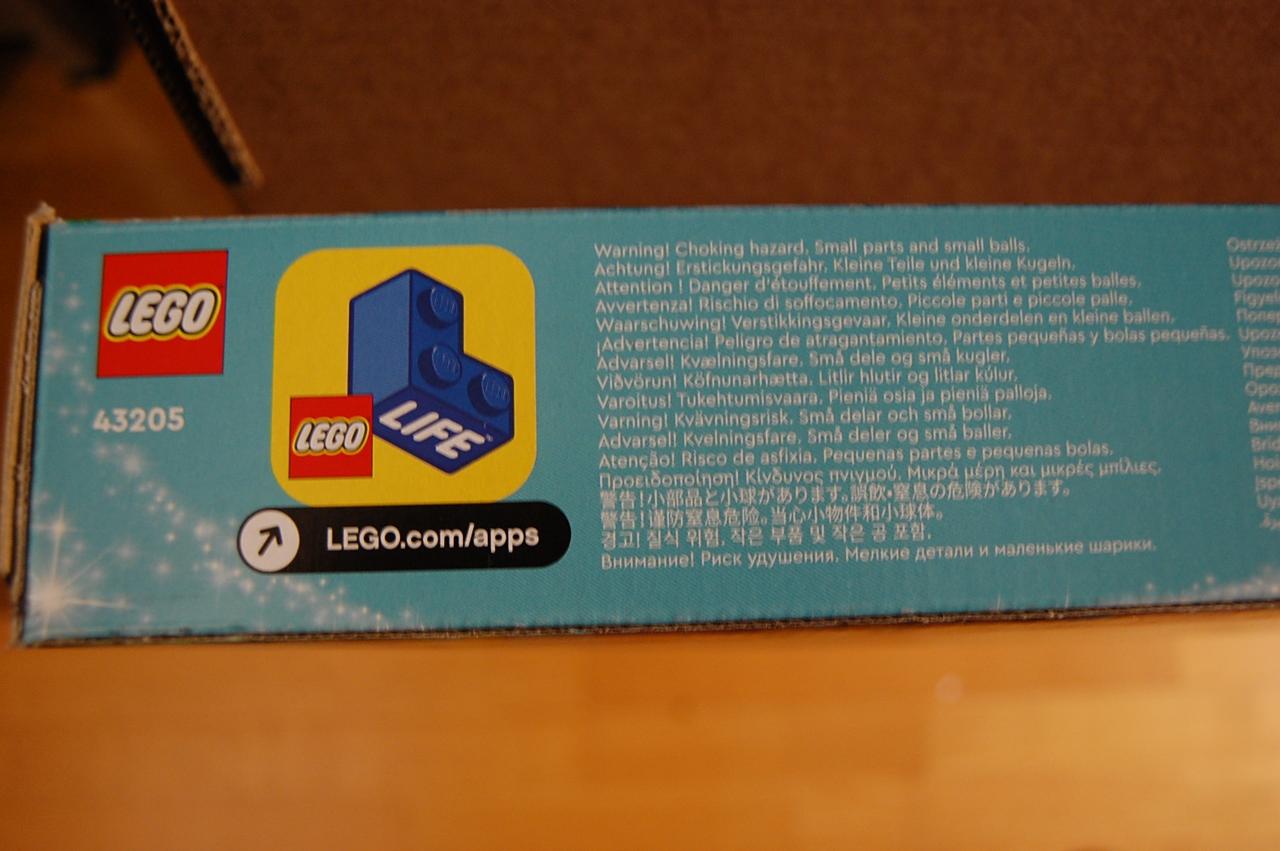 LEGO
43205
LEGO
LIFE
LEGO.com/apps
Warning! Choking hazard. Small parts and small balls.
Achtung! Erstickungsgefahr. Kleine Teile und kleine Kugeln.
Attention ! Danger d'étouffement. Petits éléments et petites balles.
Avvertenza! Rischio di soffocamento. Piccole parti e piccole palle.
Waarschuwing! Verstikkingsgevaar. Kleine onderdelen en kleine ballen.
¡Advertencia! Peligro de atragantamiento. Partes pequeñas y bolas pequeñas.
Advarsel! Kvælningsfare. Små dele og små kugler.
Viðvörun! Köfnunarhætta. Litlir hlutir og litlar kúlur.
Varoitus! Tukehtumisvaara. Pieniä osia ja pieniä palloja.
Varning! Kvävningsrisk. Små delar och små bollar.
Advarsel! Kvelningsfare. Små deler og små baller.
Atenção! Risco de asfixia. Pequenas partes e pequenas bolas.
Προειδοποίηση! Κίνδυνος πνιγμού. Μικρά μέρη και μικρές μπίλιες.
警告!小部品と小球があります。誤飲•窒息の危険があります。
警告!谨防窒息危险。当心小物件和小球体。
경고! 질식 위험. 작은 부품 및 작은 공 포함.
Внимание! Риск удушения. Мелкие детали и маленькие шарики.